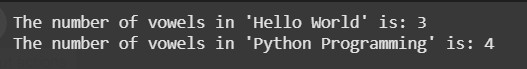 The number of vowels in 'Hello World' is: 3
The number of vowels in 'Python Programming' is: 4